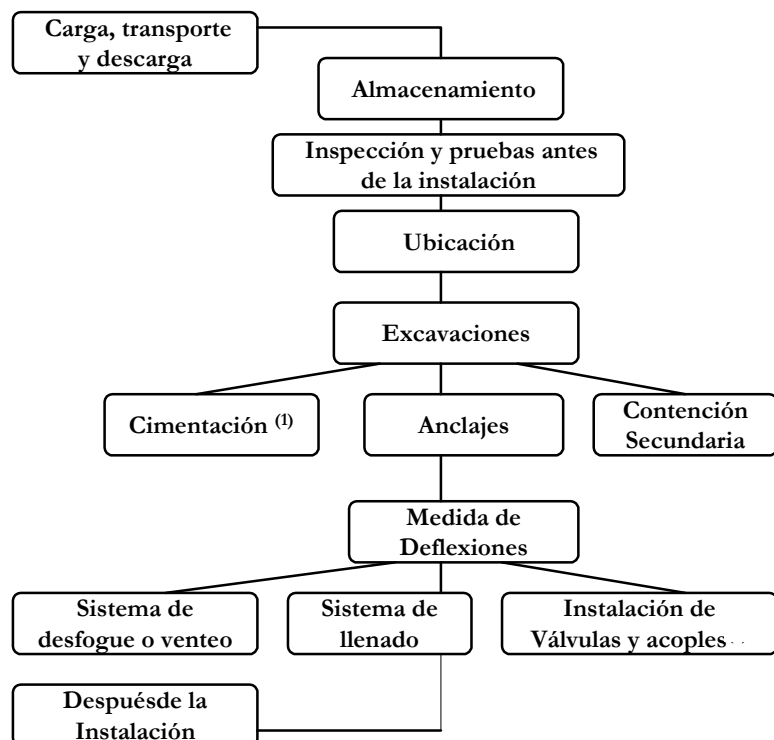 Carga, transporte
y descarga
Almacenamiento
Inspección y pruebas antes
de la instalación
Ubicación
Excavaciones
Cimentación (1)
Anclajes
Contención
Secundaria
Medida de
Deflexiones
Sistema de
desfogue o venteo
Sistema de
llenado
Instalación de
Válvulas y acoples
Despuésde la
Instalación